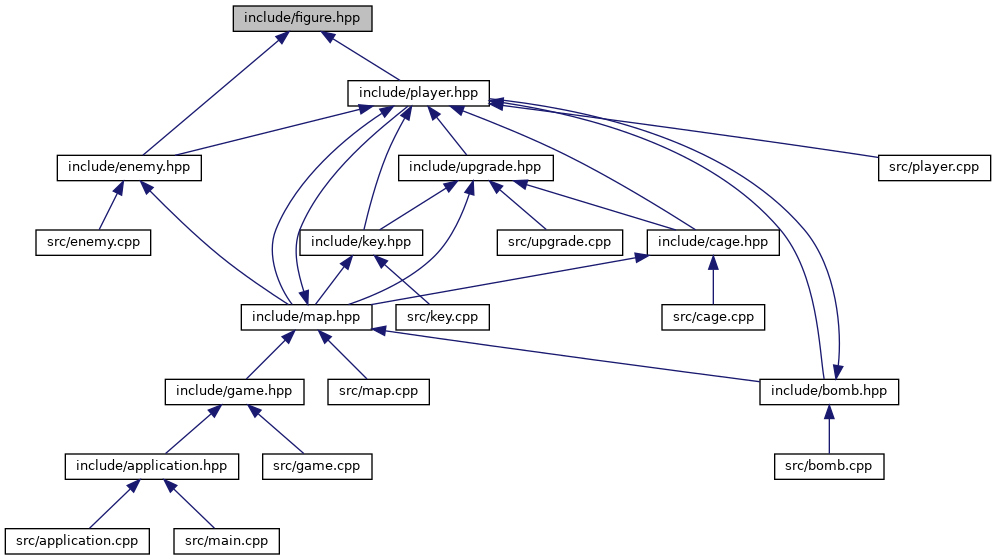 include/figure.hpp
include/player.hpp
include/enemy.hpp
include/upgrade.hpp
src/player.cpp
src/enemy.cpp
include/key.hpp
src/upgrade.cpp
include/cage.hpp
include/map.hpp
src/key.cpp
src/cage.cpp
include/game.hpp
src/map.cpp
include/bomb.hpp
include/application.hpp
src/game.cpp
src/bomb.cpp
src/application.cpp
src/main.cpp